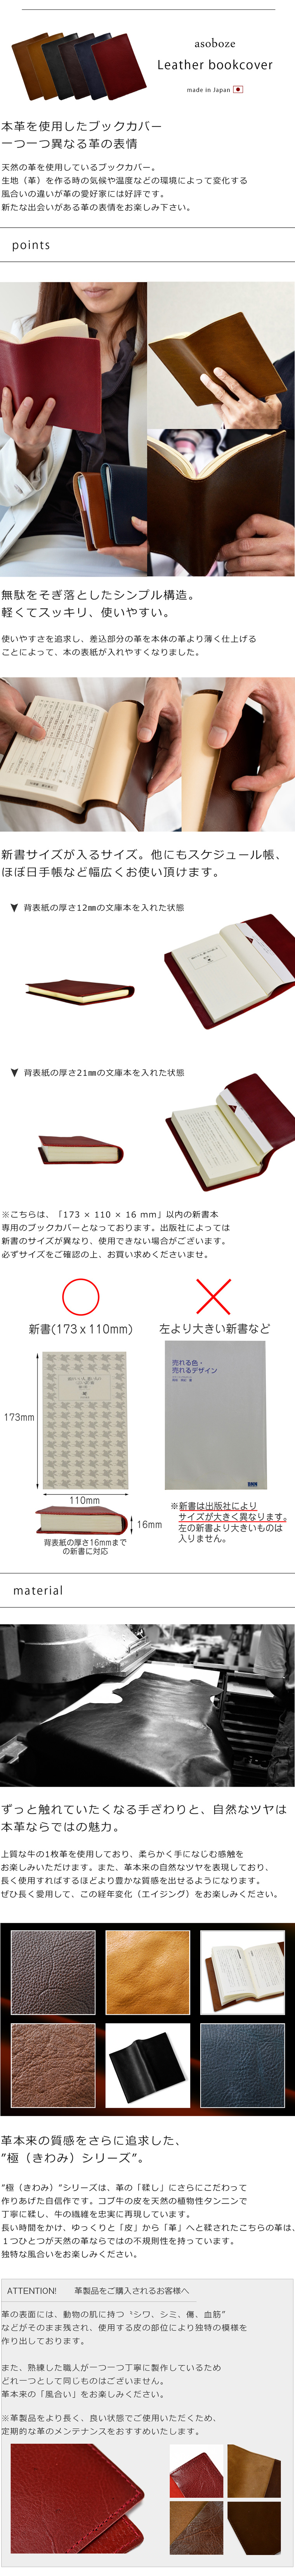 asoboze
Leather bookcover
made in Japan
本革を使用したブックカバー
一つ一つ異なる革の表情
天然の革を使用しているブックカバー。
生地（革）を作る時の気候や温度などの環境によって変化する
風合いの違いが革の愛好家には好評です。
新たな出会いがある革の表情をお楽しみ下さい。
points
無駄をそぎ落としたシンプル構造。
軽くてスッキリ、使いやすい。
使いやすさを追求し、差込部分の革を本体の革より薄く仕上げる
ことによって、本の表紙が入れやすくなりました。
新書サイズが入るサイズ。他にもスケジュール帳、
ほぼ日手帳など幅広くお使い頂けます。
▼ 背表紙の厚さ12㎜の文庫本を入れた状態
▼ 背表紙の厚さ21㎜の文庫本を入れた状態
※こちらは、「173 × 110 × 16 mm」以内の新書本
専用のブックカバーとなっております。出版社によっては
新書のサイズが異なり、使用できない場合がございます。
必ずサイズをご確認の上、お買い求めくださいませ。
新書(173ｘ110mm)
左より大きい新書など
売れる色・
売れるデザイン
173mm
110mm
16mm
背表紙の厚さ16mmまで
の新書に対応
※新書は出版社により
サイズが大きく異なります。
左の新書より大きいものは
入りません。
material
ずっと触れていたくなる手ざわりと、自然なツヤは
本革ならではの魅力。
上質な牛の1枚革を使用しており、柔らかく手になじむ感触を
お楽しみいただけます。また、革本来の自然なツヤを表現しており、
長く使用すればするほどより豊かな質感を出せるようになります。
ぜひ長く愛用して、この経年変化（エイジング）をお楽しみください。
革本来の質感をさらに追求した、
”極（きわみ）シリーズ”。
”極（きわみ）”シリーズは、革の「鞣し」にさらにこだわって
作りあげた自信作です。コブ牛の皮を天然の植物性タンニンで
丁寧に鞣し、牛の繊維を忠実に再現しています。
長い時間をかけ、ゆっくりと「皮」から「革」へと鞣されたこちらの革は、
１つひとつが天然の革ならではの不規則性を持っています。
独特な風合いをお楽しみください。
ATTENTION! 革製品をご購入されるお客様へ
革の表面には、動物の肌に持つ〝シワ、シミ、傷、血筋”
などがそのまま残され、使用する皮の部位により独特の模様を
作り出しております。
また、熟練した職人が一つ一つ丁寧に製作しているため
どれ一つとして同じものはございません。
革本来の「風合い」をお楽しみください。
※革製品をより長く、良い状態でご使用いただくため、
定期的な革のメンテナンスをおすすめいたします。